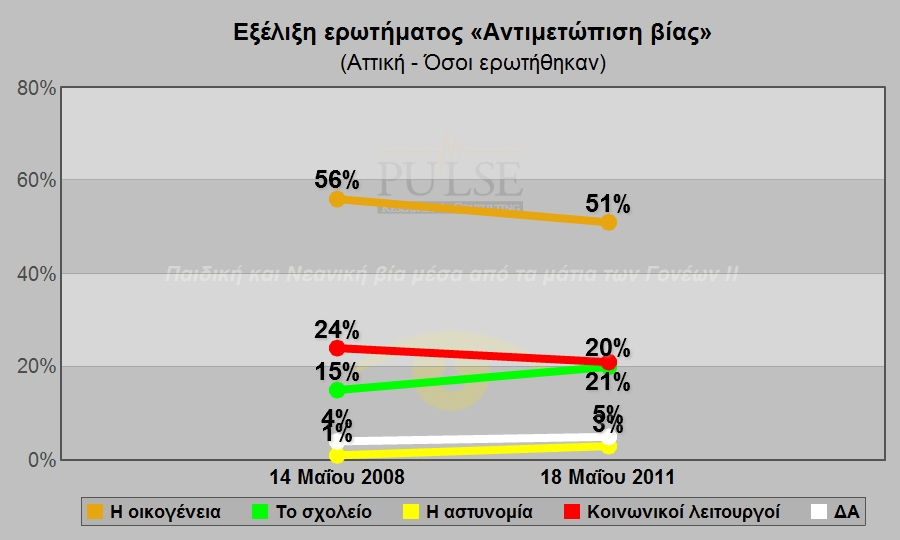 Εξέλιξη ερωτήματος «Αντιμετώπιση βίας»
(Αττική - Όσοι ερωτήθηκαν)
80%
60%
40%
20%
0%
PULSE
Παιδική και Νεανική βία μέσα από τα μάτια των Γονέων II
56%
51%
24%
20%
15%
21%
4%
5%
1%
3%
14 Μαΐου 2008
18 Μαΐου 2011
Η οικογένεια
Το σχολείο
Η αστυνομία
Κοινωνικοί λειτουργοί
ΔΑ